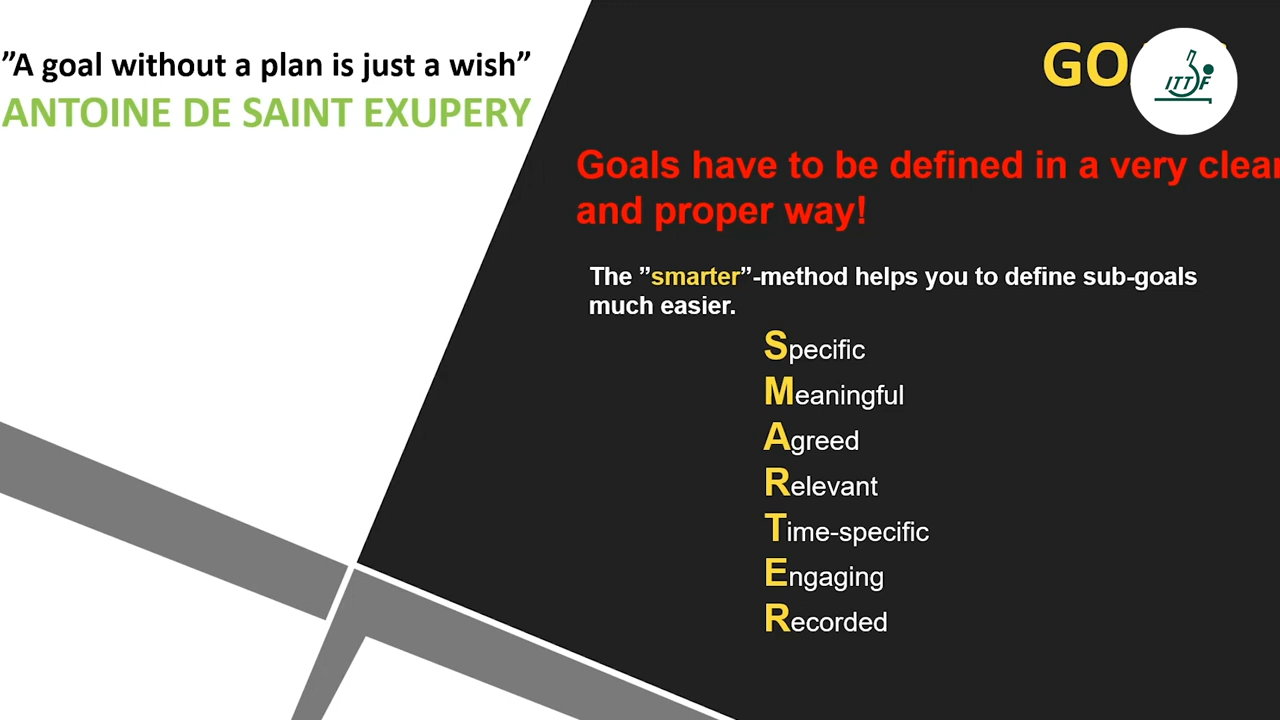 ”A goal without a plan is just a wish”
ANTOINE DE SAINT EXUPERY
ITTF
Goals have to be defined in a very clear
and proper way!
The ”smarter”-method helps you to define sub-goals
much easier.
Specific
Meaningful
Agreed
Relevant
Time-specific
Engaging
Recorded